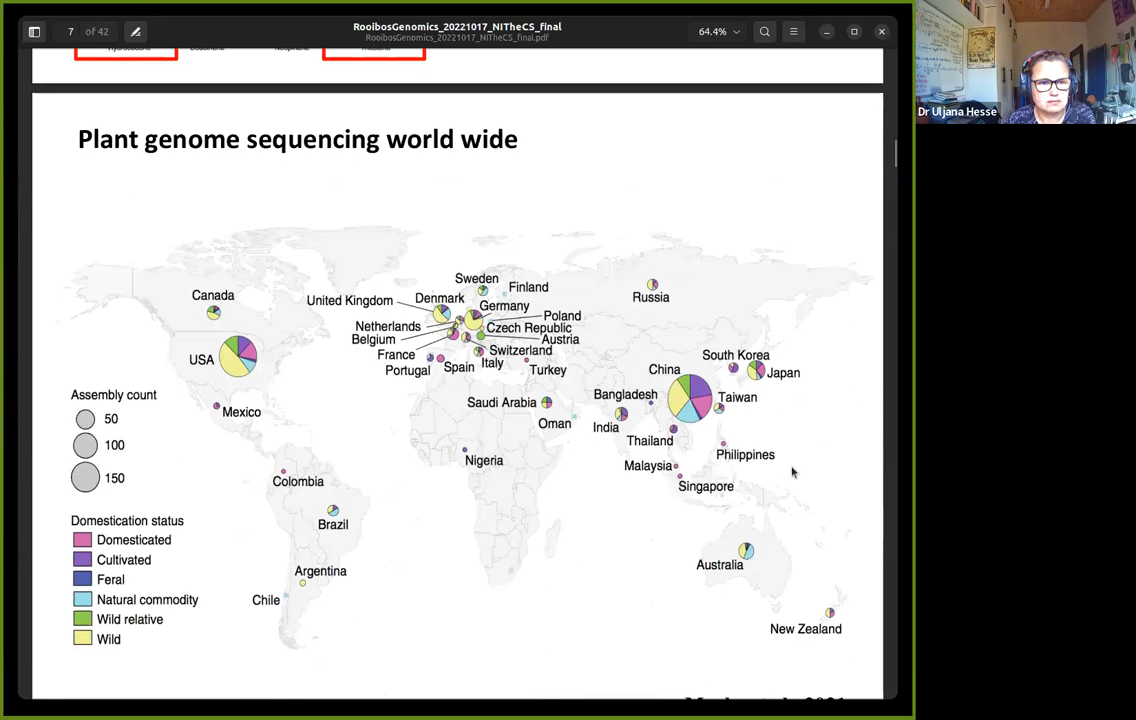 7 of 42
RooibosGenomics_20221017_NITheCS_final
RooibosGenomics_20221017_NITheCS_final.pdf
64.4%
Dr Uljana Hesse
Plant genome sequencing world wide
Sweden
Finland
Canada
United Kingdom
Denmark
Germany
Russia
Poland
Netherlands
Czech Republic
Belgium
Austria
France
Switzerland
USA
Portugal
Spain
Italy
Turkey
South Korea
China
Japan
Assembly count
Bangladesh
Taiwan
Saudi Arabia
50
Mexico
Oman
India
100
Thailand
Philippines
Nigeria
Malaysia
150
Colombia
Singapore
Brazil
Domestication status
Domesticated
Cultivated
Australia
Argentina
Feral
Natural commodity
Chile
Wild relative
New Zealand
Wild